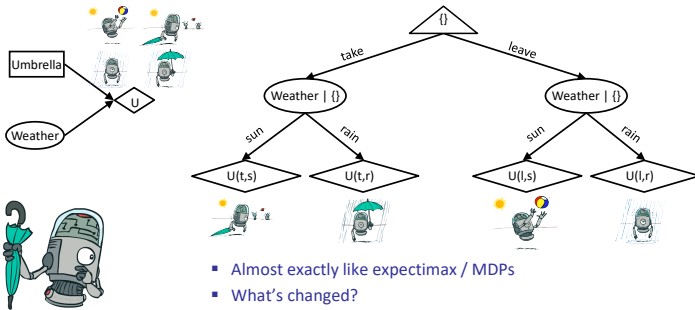 Umbrella
U
Weather
{}
take
leave
Weather | {}
Weather | {}
sun
rain
sun
rain
U(t,s)
U(t,r)
U(l,s)
U(l,r)
▪ Almost exactly like expectimax / MDPs
▪ What's changed?